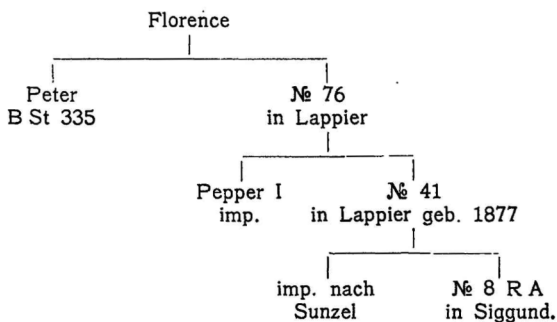 Florence
Peter № 76
B St 335 in Lappier
Pepper I № 41
imp. in Lappier geb. 1877
imp. nach № 8 R A
Sunzel in Siggund.